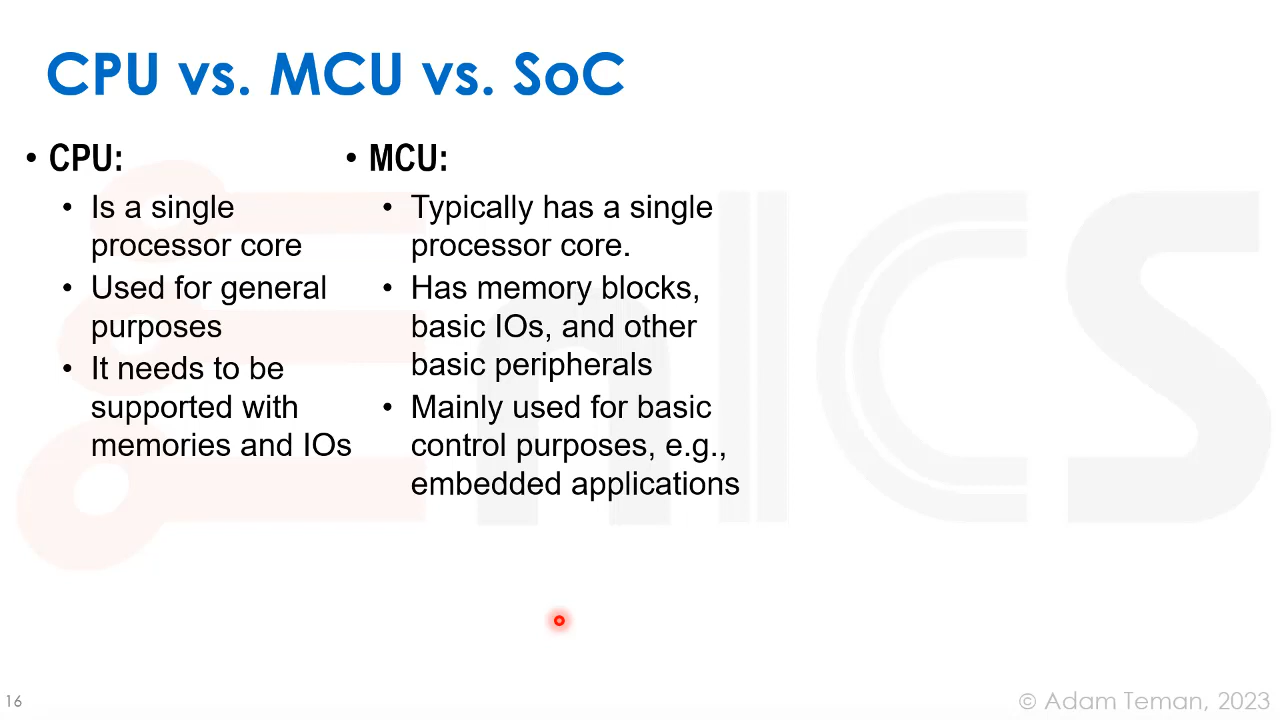 CPU vs. MCU vs. SoC
• CPU:
• Is a single
processor core
• Used for general
purposes
• It needs to be
supported with
memories and IOs
• MCU:
• Typically has a single
processor core.
• Has memory blocks,
basic IOs, and other
basic peripherals
• Mainly used for basic
control purposes, e.g.,
embedded applications
16
© Adam Teman, 2023